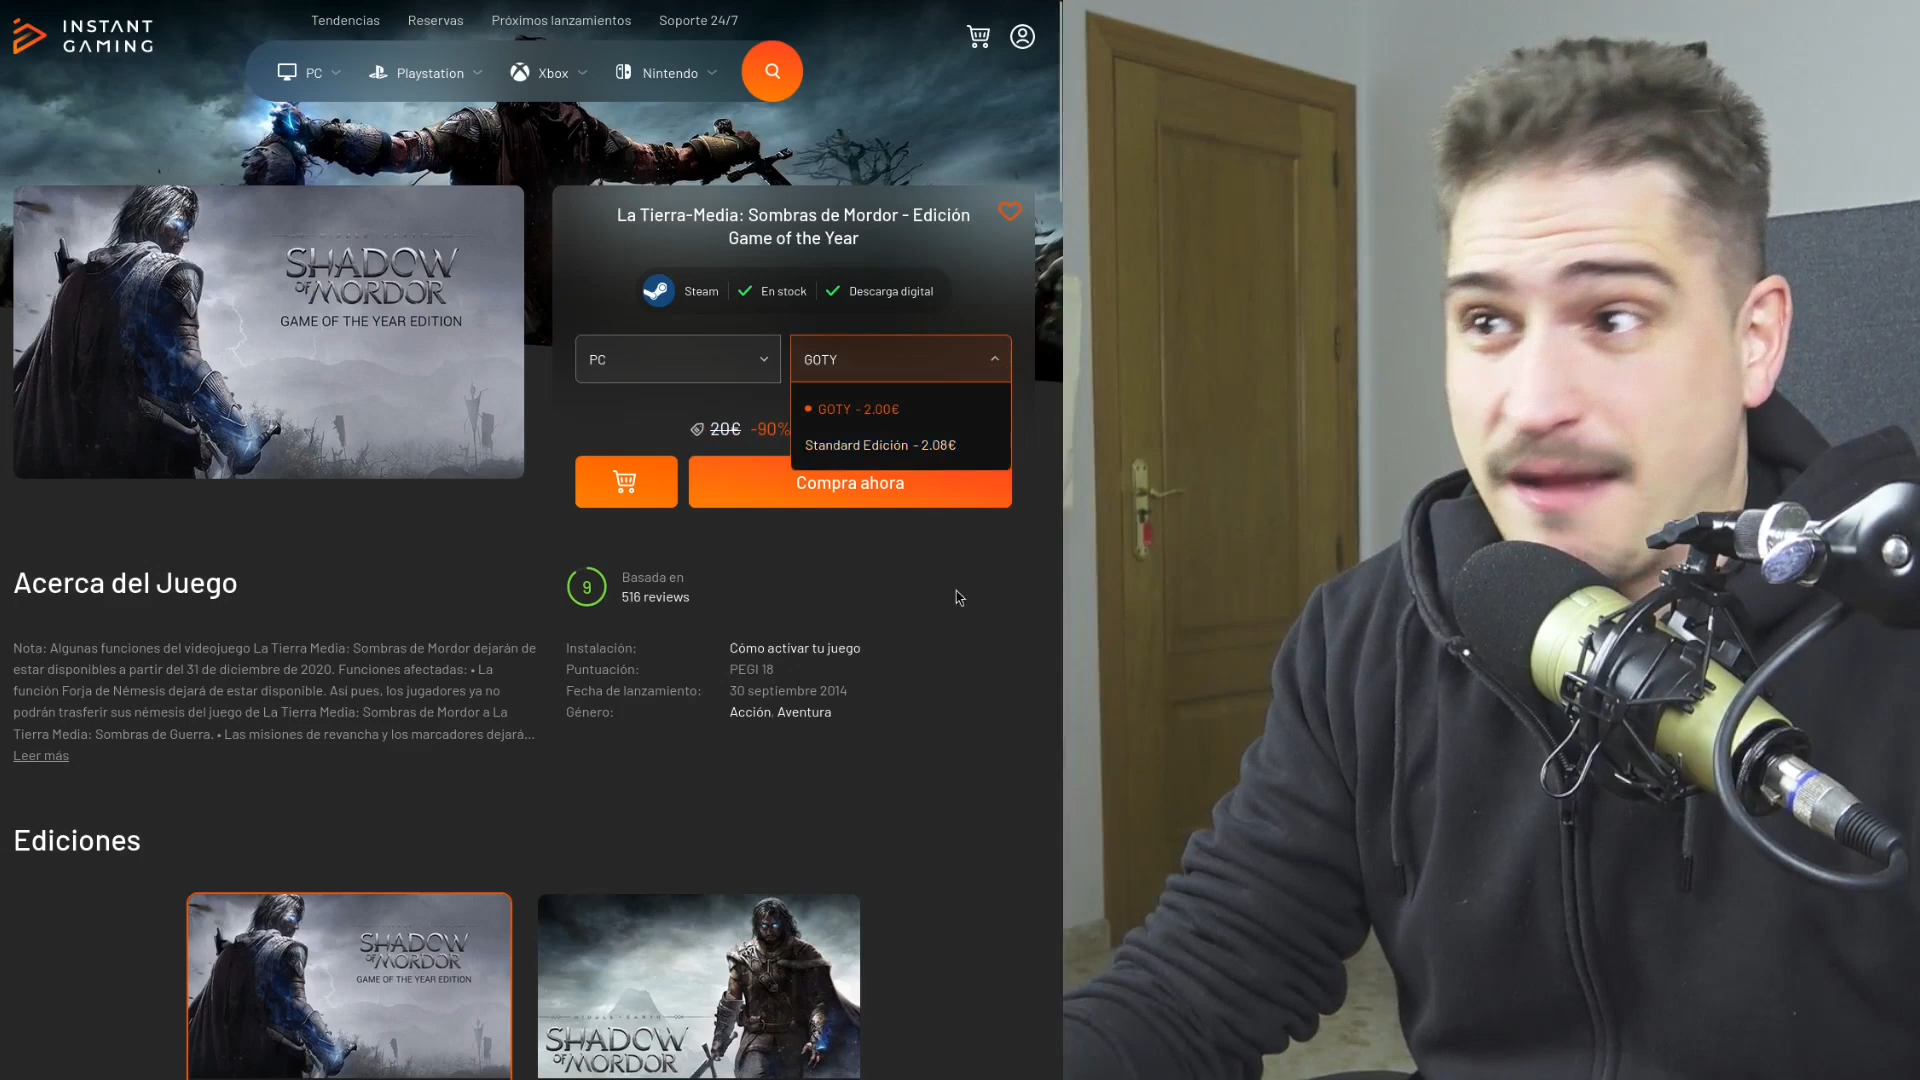 INSTANT
GAMING
Tendencias
Reservas
Próximos lanzamientos
Soporte 24/7
PC
Playstation
Xbox
Nintendo
SHADOW
OF MORDOR
GAME OF THE YEAR EDITION
La Tierra-Media: Sombras de Mordor - Edición
Game of the Year
Steam
En stock
Descarga digital
PC
GOTY
GOTY - 2.00€
Standard Edición - 2.08€
20€ -90%
Compra ahora
Acerca del Juego
9
Basada en
516 reviews
Nota: Algunas funciones del videojuego La Tierra Media: Sombras de Mordor dejarán de
estar disponibles a partir del 31 de diciembre de 2020. Funciones afectadas: • La
función Forja de Némesis dejará de estar disponible. Así pues, los jugadores ya no
podrán trasferir sus némesis del juego de La Tierra Media: Sombras de Mordor a La
Tierra Media: Sombras de Guerra. • Las misiones de revancha y los marcadores dejará...
Leer más
Instalación: Cómo activar tu juego
Puntuación: PEGI 18
Fecha de lanzamiento: 30 septiembre 2014
Género: Acción, Aventura
Ediciones
SHADOW
OF MORDOR
GAME OF THE YEAR EDITION
MIDDLE-EARTH
SHADOW
OF MORDOR